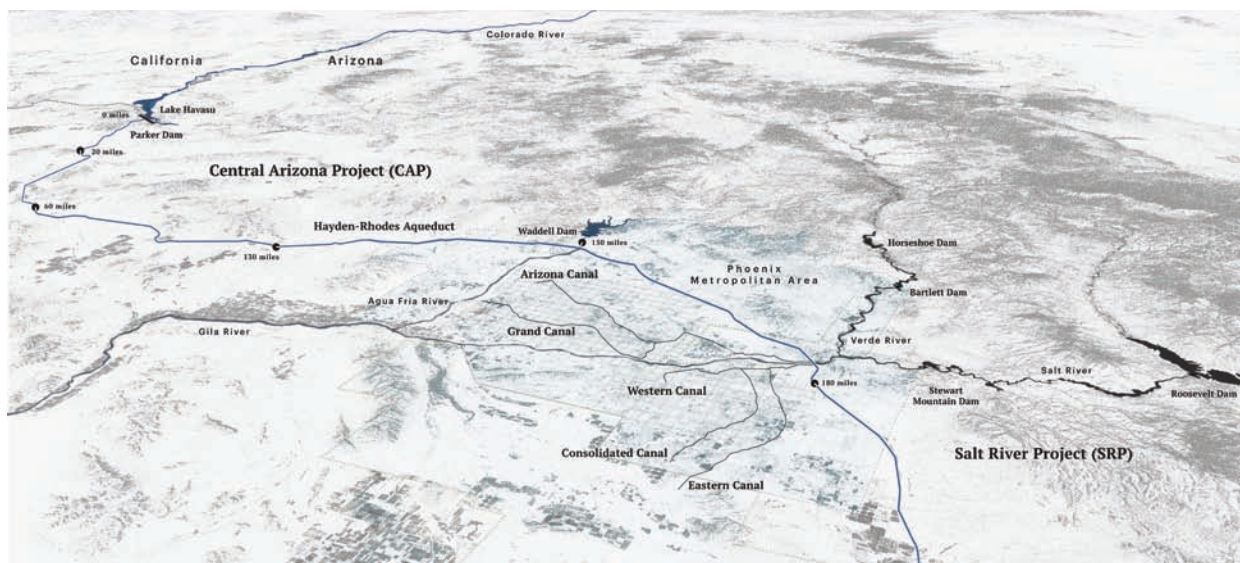 Colorado River
California
Arizona
Lake Havasu
0 miles
Parker Dam
20 miles
Central Arizona Project (CAP)
60 miles
Hayden-Rhodes Aqueduct
Waddell Dam
150 miles
130 miles
Horseshoe Dam
Arizona Canal
Phoenix
Metropolitan Area
Bartlett Dam
Agua Fria River
Gila River
Grand Canal
Verde River
Salt River
180 miles
Western Canal
Stewart
Mountain Dam
Roosevelt Dam
Consolidated Canal
Salt River Project (SRP)
Eastern Canal